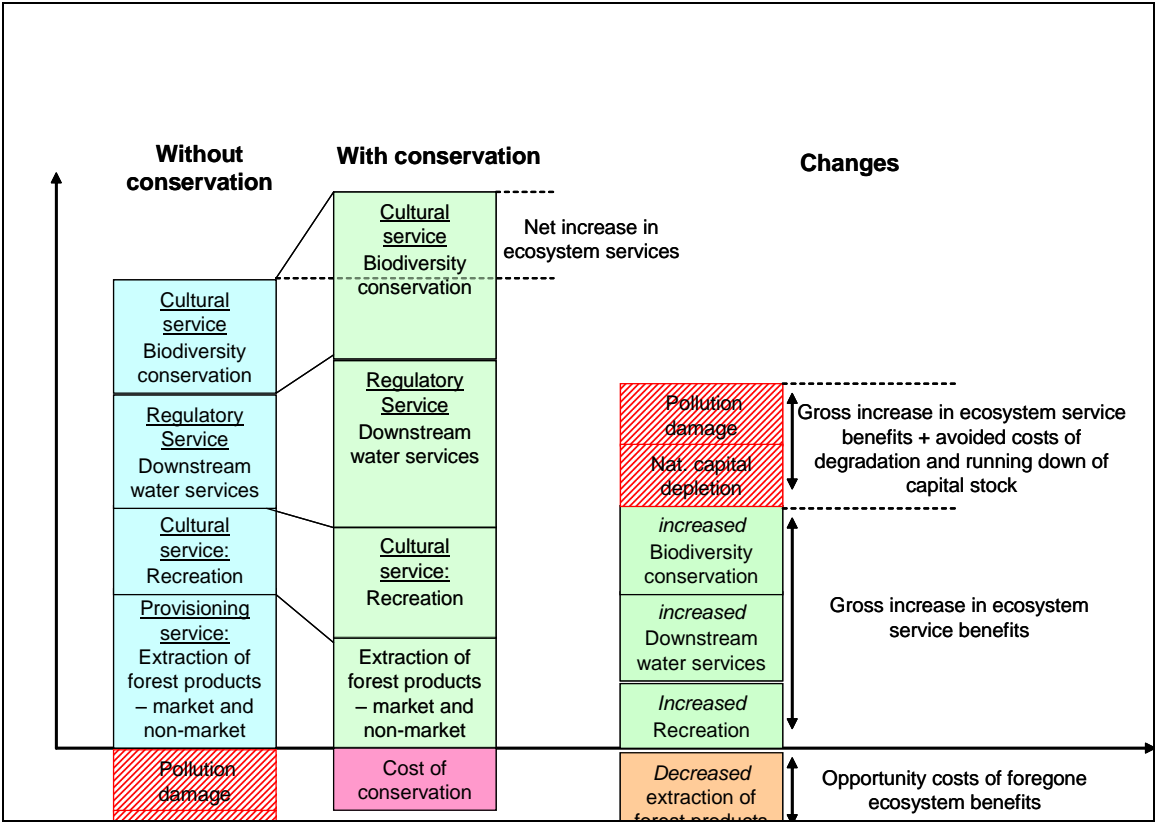 Without
conservation
With conservation
Changes
Cultural
service
Biodiversity
conservation
Regulatory
Service
Downstream
water services
Cultural
service:
Recreation
Provisioning
service:
Extraction of
forest products
– market and
non-market
Pollution
damage
Cultural
service
Biodiversity
conservation
Regulatory
Service
Downstream
water services
Cultural
service:
Recreation
Extraction of
forest products
– market and
non-market
Cost of
conservation
Net increase in
ecosystem services
Pollution
damage
Nat. capital
depletion
increased
Biodiversity
conservation
increased
Downstream
water services
Increased
Recreation
Decreased
extraction of
forest products
Gross increase in ecosystem service
benefits + avoided costs of
degradation and running down of
capital stock
Gross increase in ecosystem
service benefits
Opportunity costs of foregone
ecosystem benefits